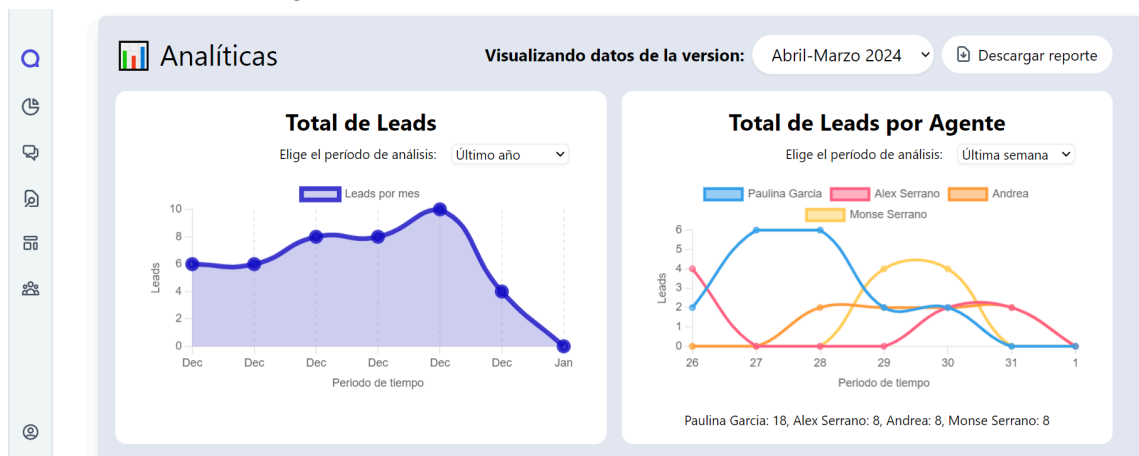 Analíticas
Visualizando datos de la version: Abril-Marzo 2024 Descargar reporte
Total de Leads
Elige el período de análisis: Último año
Leads por mes
10
8
6
4
2
0
Leads
Dec Dec Dec Dec Dec Dec Jan
Periodo de tiempo
Total de Leads por Agente
Elige el período de análisis: Última semana
Paulina Garcia Alex Serrano Andrea
Monse Serrano
6
5
4
3
2
1
0
Leads
26 27 28 29 30 31 1
Periodo de tiempo
Paulina Garcia: 18, Alex Serrano: 8, Andrea: 8, Monse Serrano: 8